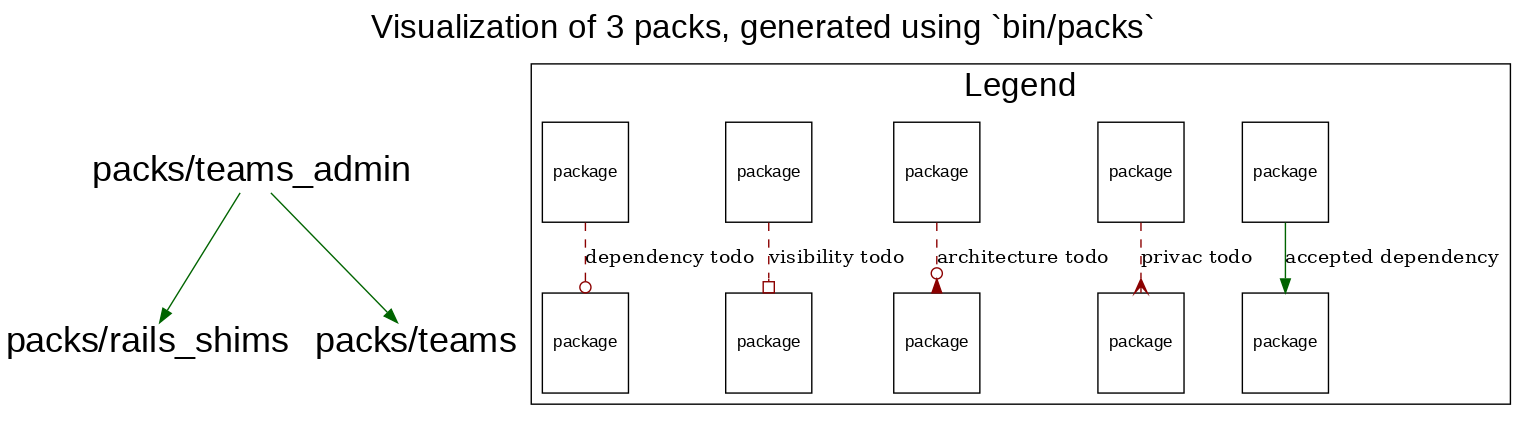 Visualization of 3 packs, generated using `bin/packs`
Legend
packs/teams_admin
packs/rails_shims
packs/teams
package
package
package
package
package
dependency todo
visibility todo
architecture todo
privac todo
accepted dependency
package
package
package
package
package